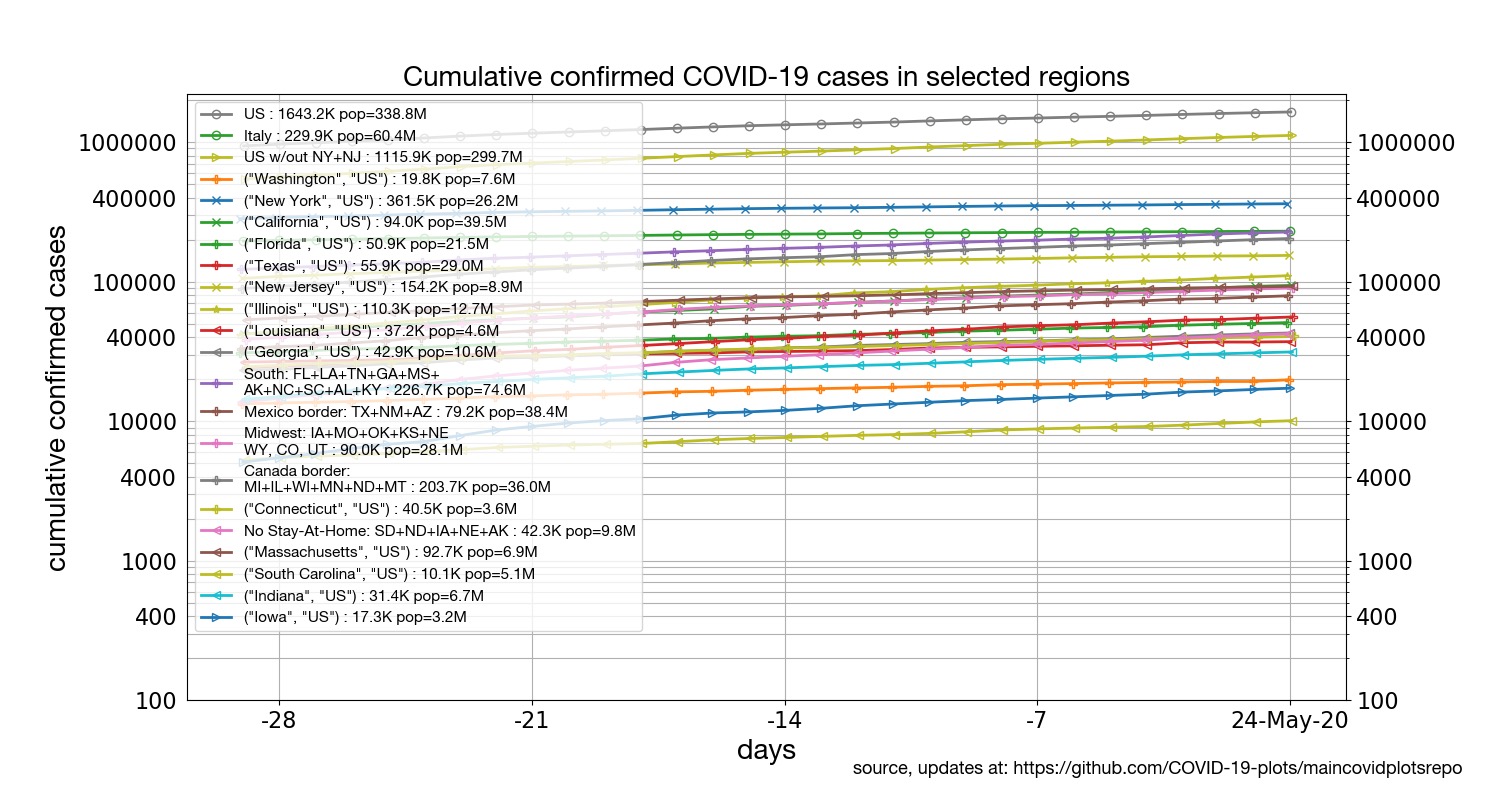 Cumulative confirmed COVID-19 cases in selected regions
US : 1643.2K pop=338.8M
Italy : 229.9K pop=60.4M
US w/out NY+NJ : 1115.9K pop=299.7M
("Washington", "US") : 19.8K pop=7.6M
("New York", "US") : 361.5K pop=26.2M
("California", "US") : 94.0K pop=39.5M
("Florida", "US") : 50.9K pop=21.5M
("Texas", "US") : 55.9K pop=29.0M
("New Jersey", "US") : 154.2K pop=8.9M
("Illinois", "US") : 110.3K pop=12.7M
("Louisiana", "US") : 37.2K pop=4.6M
("Georgia", "US") : 42.9K pop=10.6M
South: FL+LA+TN+GA+MS+
AK+NC+SC+AL+KY : 226.7K pop=74.6M
Mexico border: TX+NM+AZ : 79.2K pop=38.4M
Midwest: IA+MO+OK+KS+NE
WY, CO, UT : 90.0K pop=28.1M
Canada border:
MI+IL+WI+MN+ND+MT : 203.7K pop=36.0M
("Connecticut", "US") : 40.5K pop=3.6M
No Stay-At-Home: SD+ND+IA+NE+AK : 42.3K pop=9.8M
("Massachusetts", "US") : 92.7K pop=6.9M
("South Carolina", "US") : 10.1K pop=5.1M
("Indiana", "US") : 31.4K pop=6.7M
("Iowa", "US") : 17.3K pop=3.2M
cumulative confirmed cases
1000000
400000
100000
40000
10000
4000
1000
400
100
1000000
400000
100000
40000
10000
4000
1000
400
100
-28
-21
-14
-7
24-May-20
days
source, updates at: https://github.com/COVID-19-plots/maincovidplotsrepo